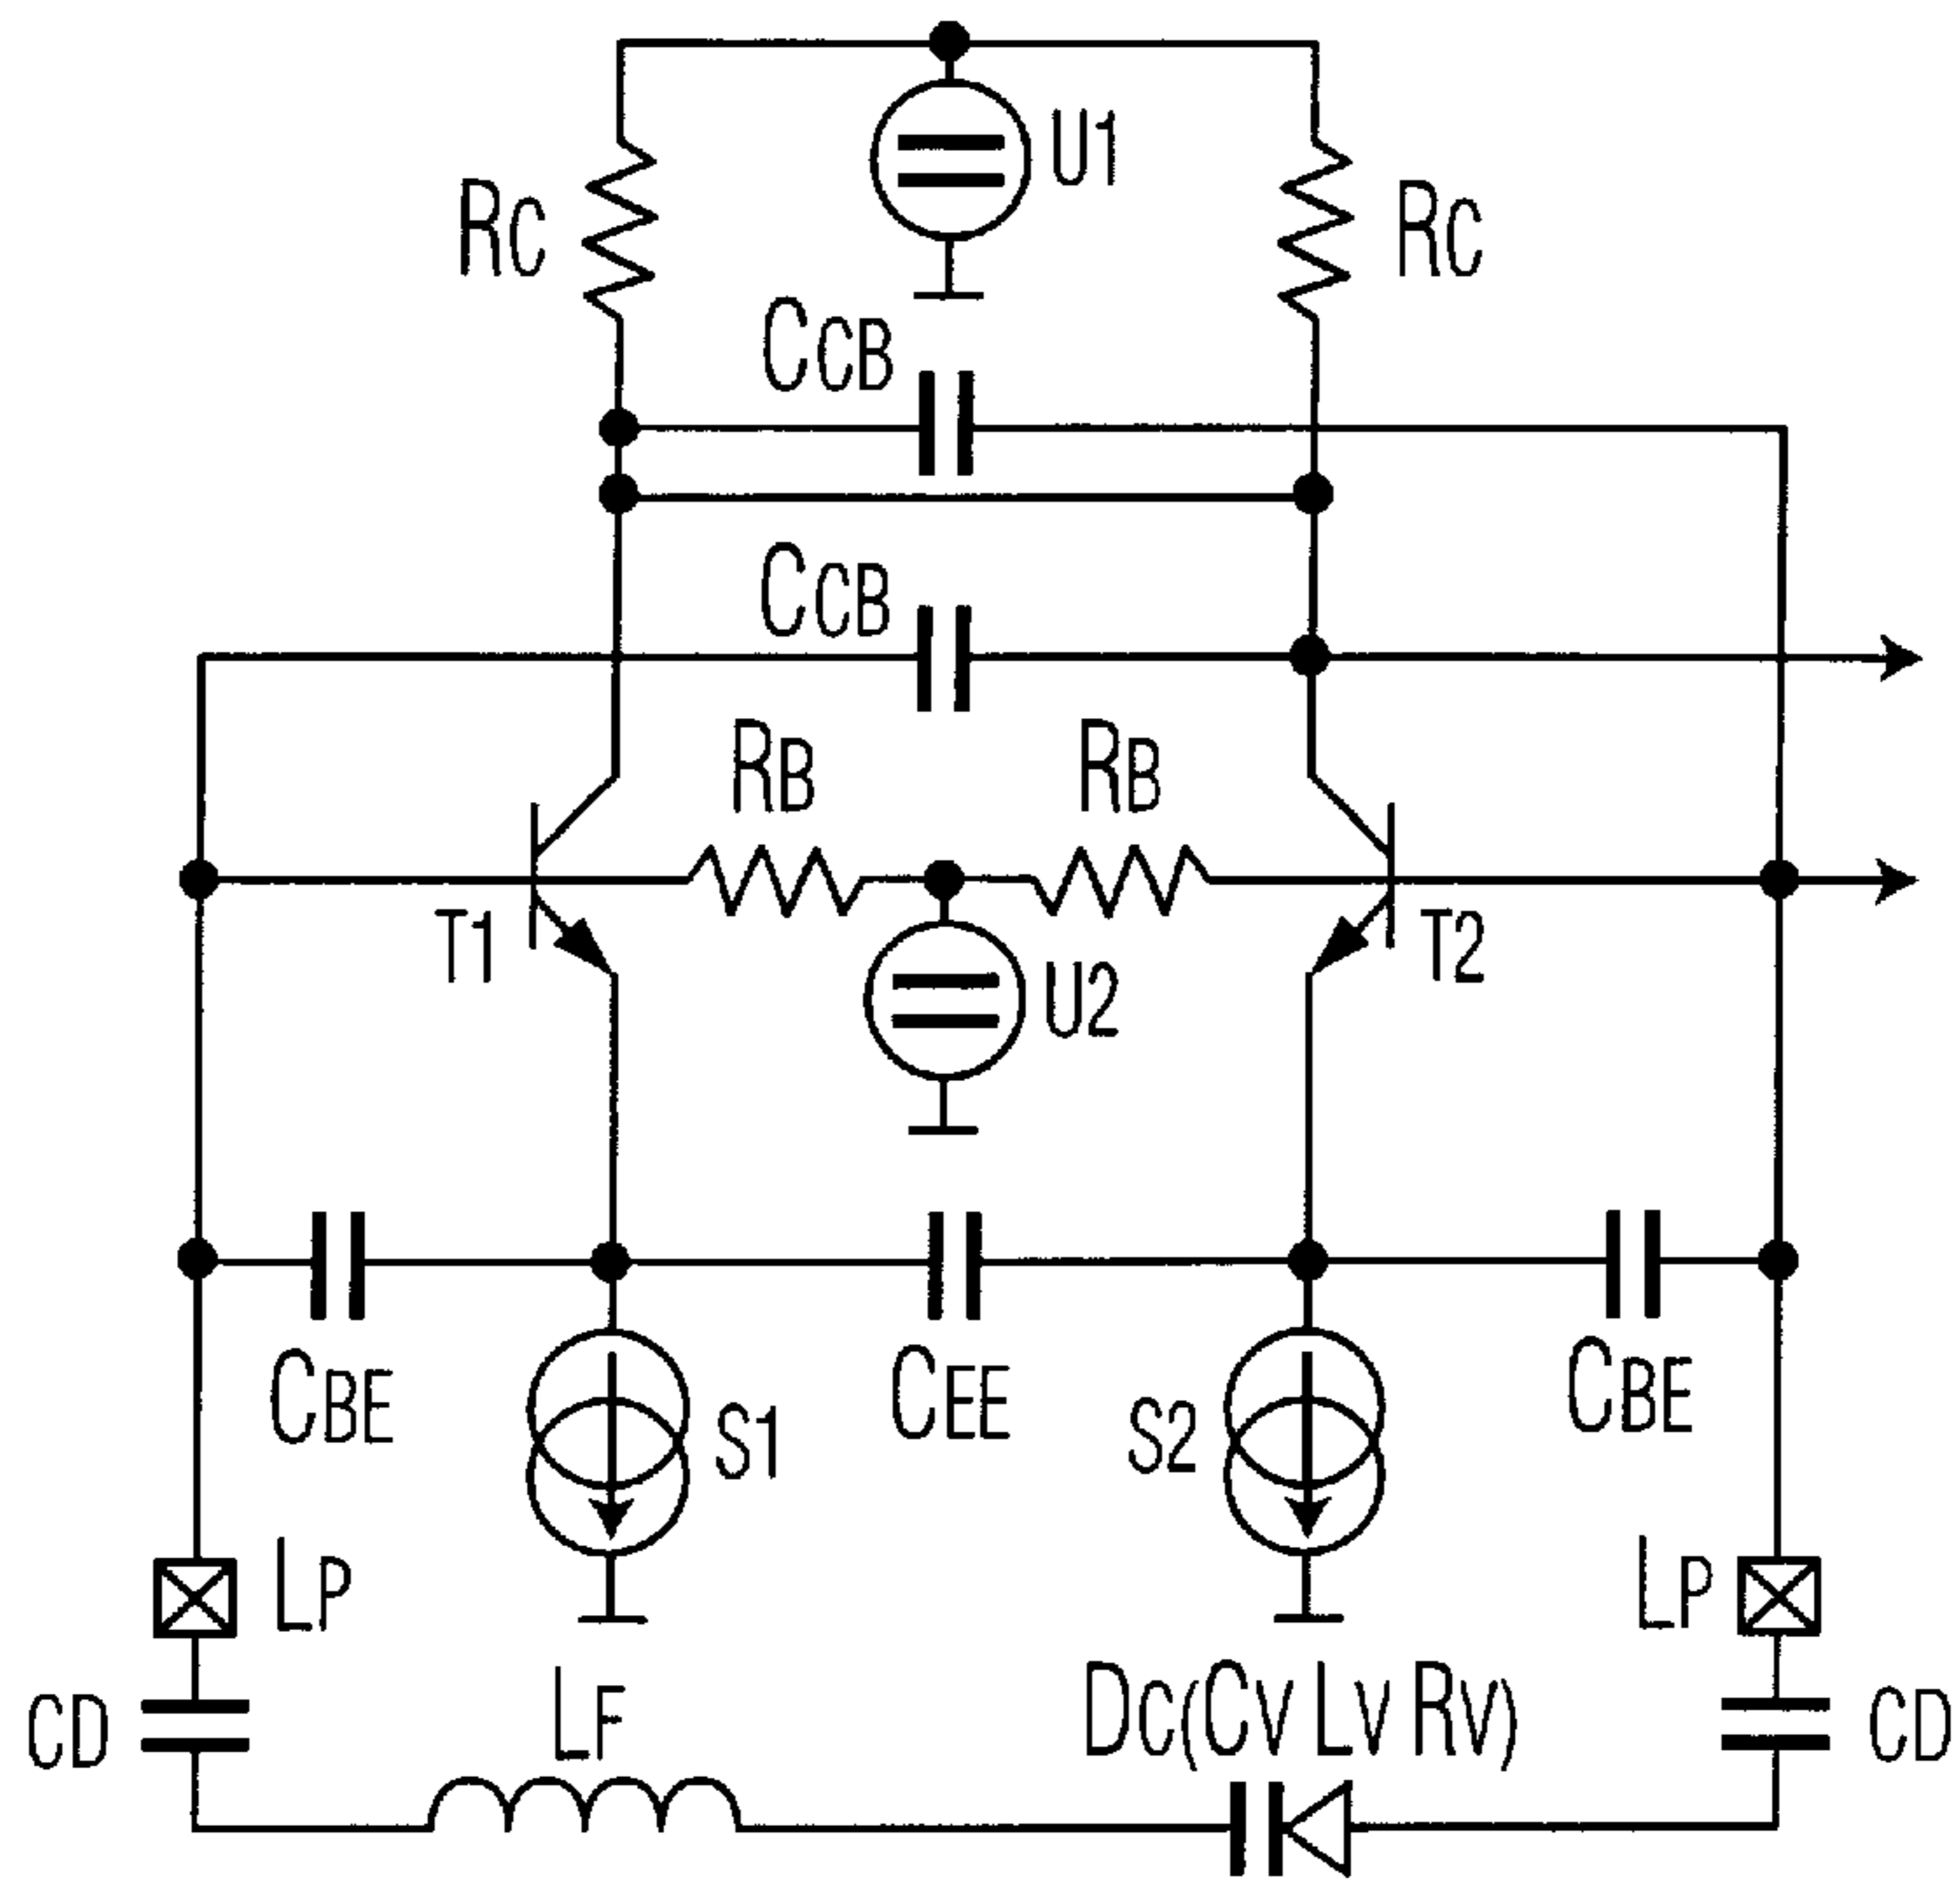 U1
RC
RC
CCB
CCB
RB
RB
T1
T2
U2
CBE
CEE
CBE
S1
S2
LP
LP
CD
LF
DC(CV LV RV)
CD